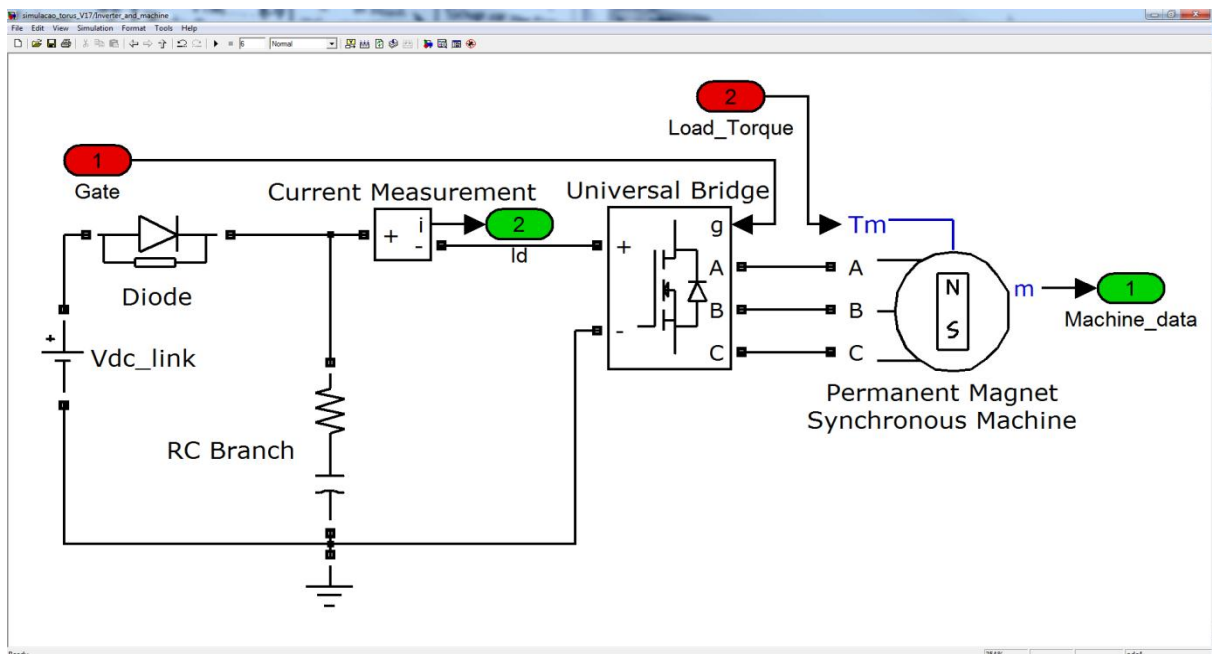 simulacao_torus_V17/Inverter_and_machine
File Edit View Simulation Format Tools Help
6 Normal
2
Load_Torque
1
Gate
Current Measurement
Universal Bridge
i
+
-
2
Id
g
Tm
+
A
A
N
m
1
Machine_data
Diode
B
B
S
-
C
C
+
Vdc_link
Permanent Magnet
Synchronous Machine
RC Branch